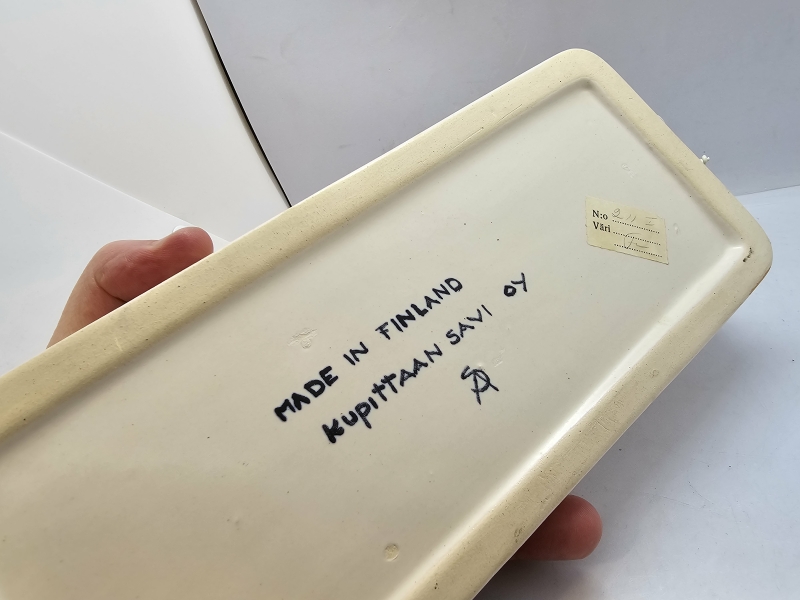 MADE IN FINLAND
KUPITTAAN SAVI OY
N:o
Väri